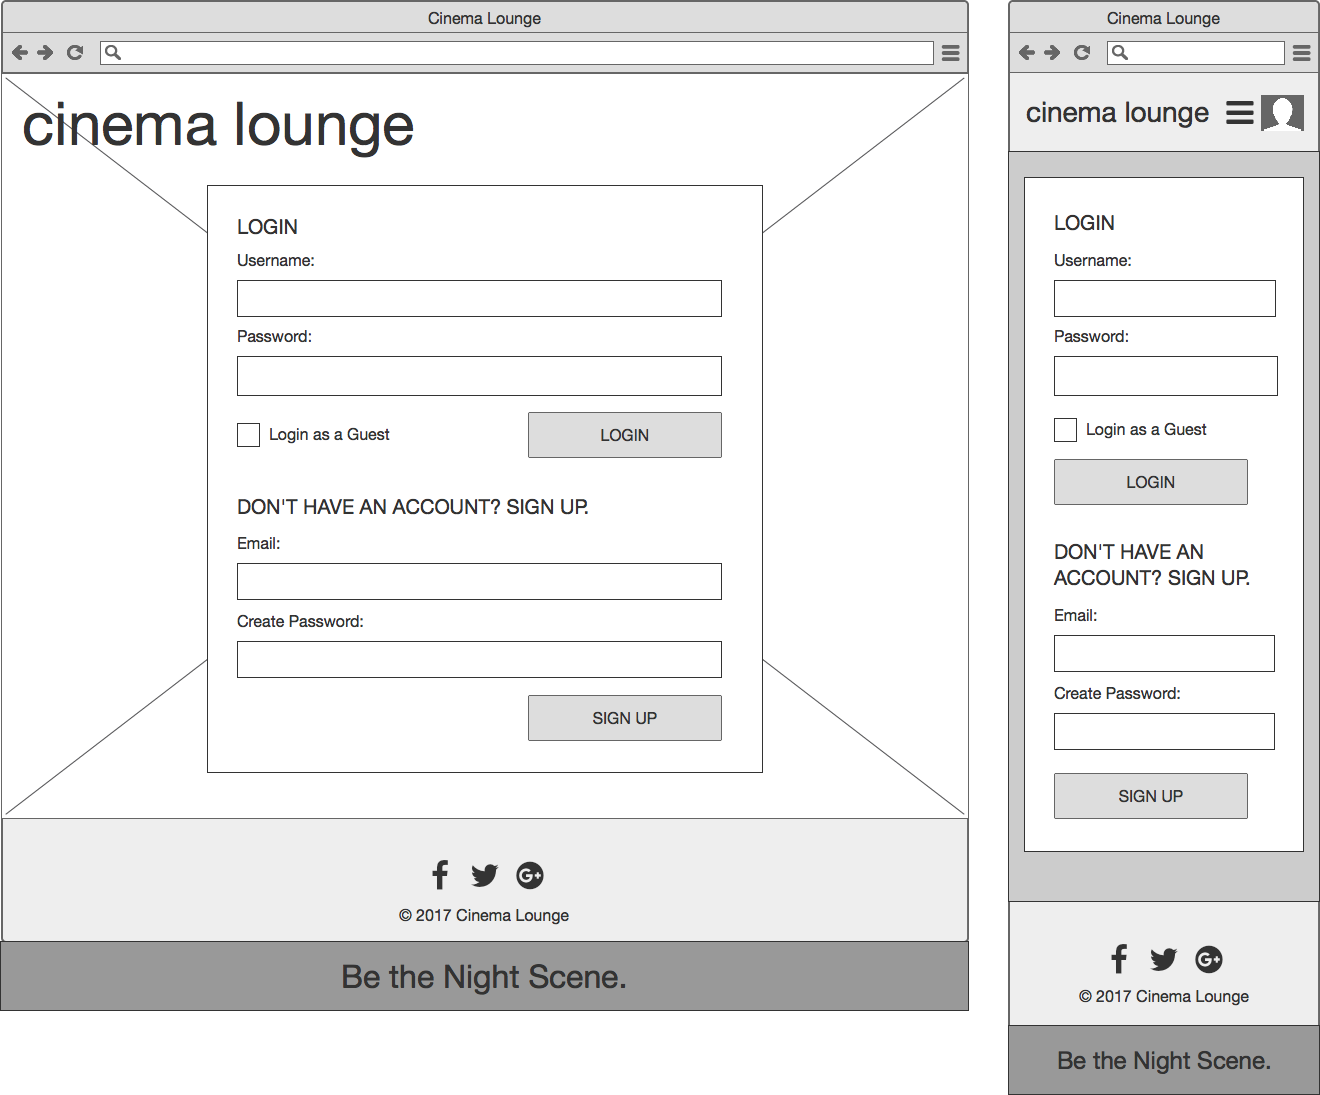 Cinema Lounge
cinema lounge
LOGIN
Username:
Password:
Login as a Guest
LOGIN
DON'T HAVE AN ACCOUNT? SIGN UP.
Email:
Create Password:
SIGN UP
© 2017 Cinema Lounge
Be the Night Scene.
Cinema Lounge
cinema lounge
LOGIN
Username:
Password:
Login as a Guest
LOGIN
DON'T HAVE AN
ACCOUNT? SIGN UP.
Email:
Create Password:
SIGN UP
© 2017 Cinema Lounge
Be the Night Scene.